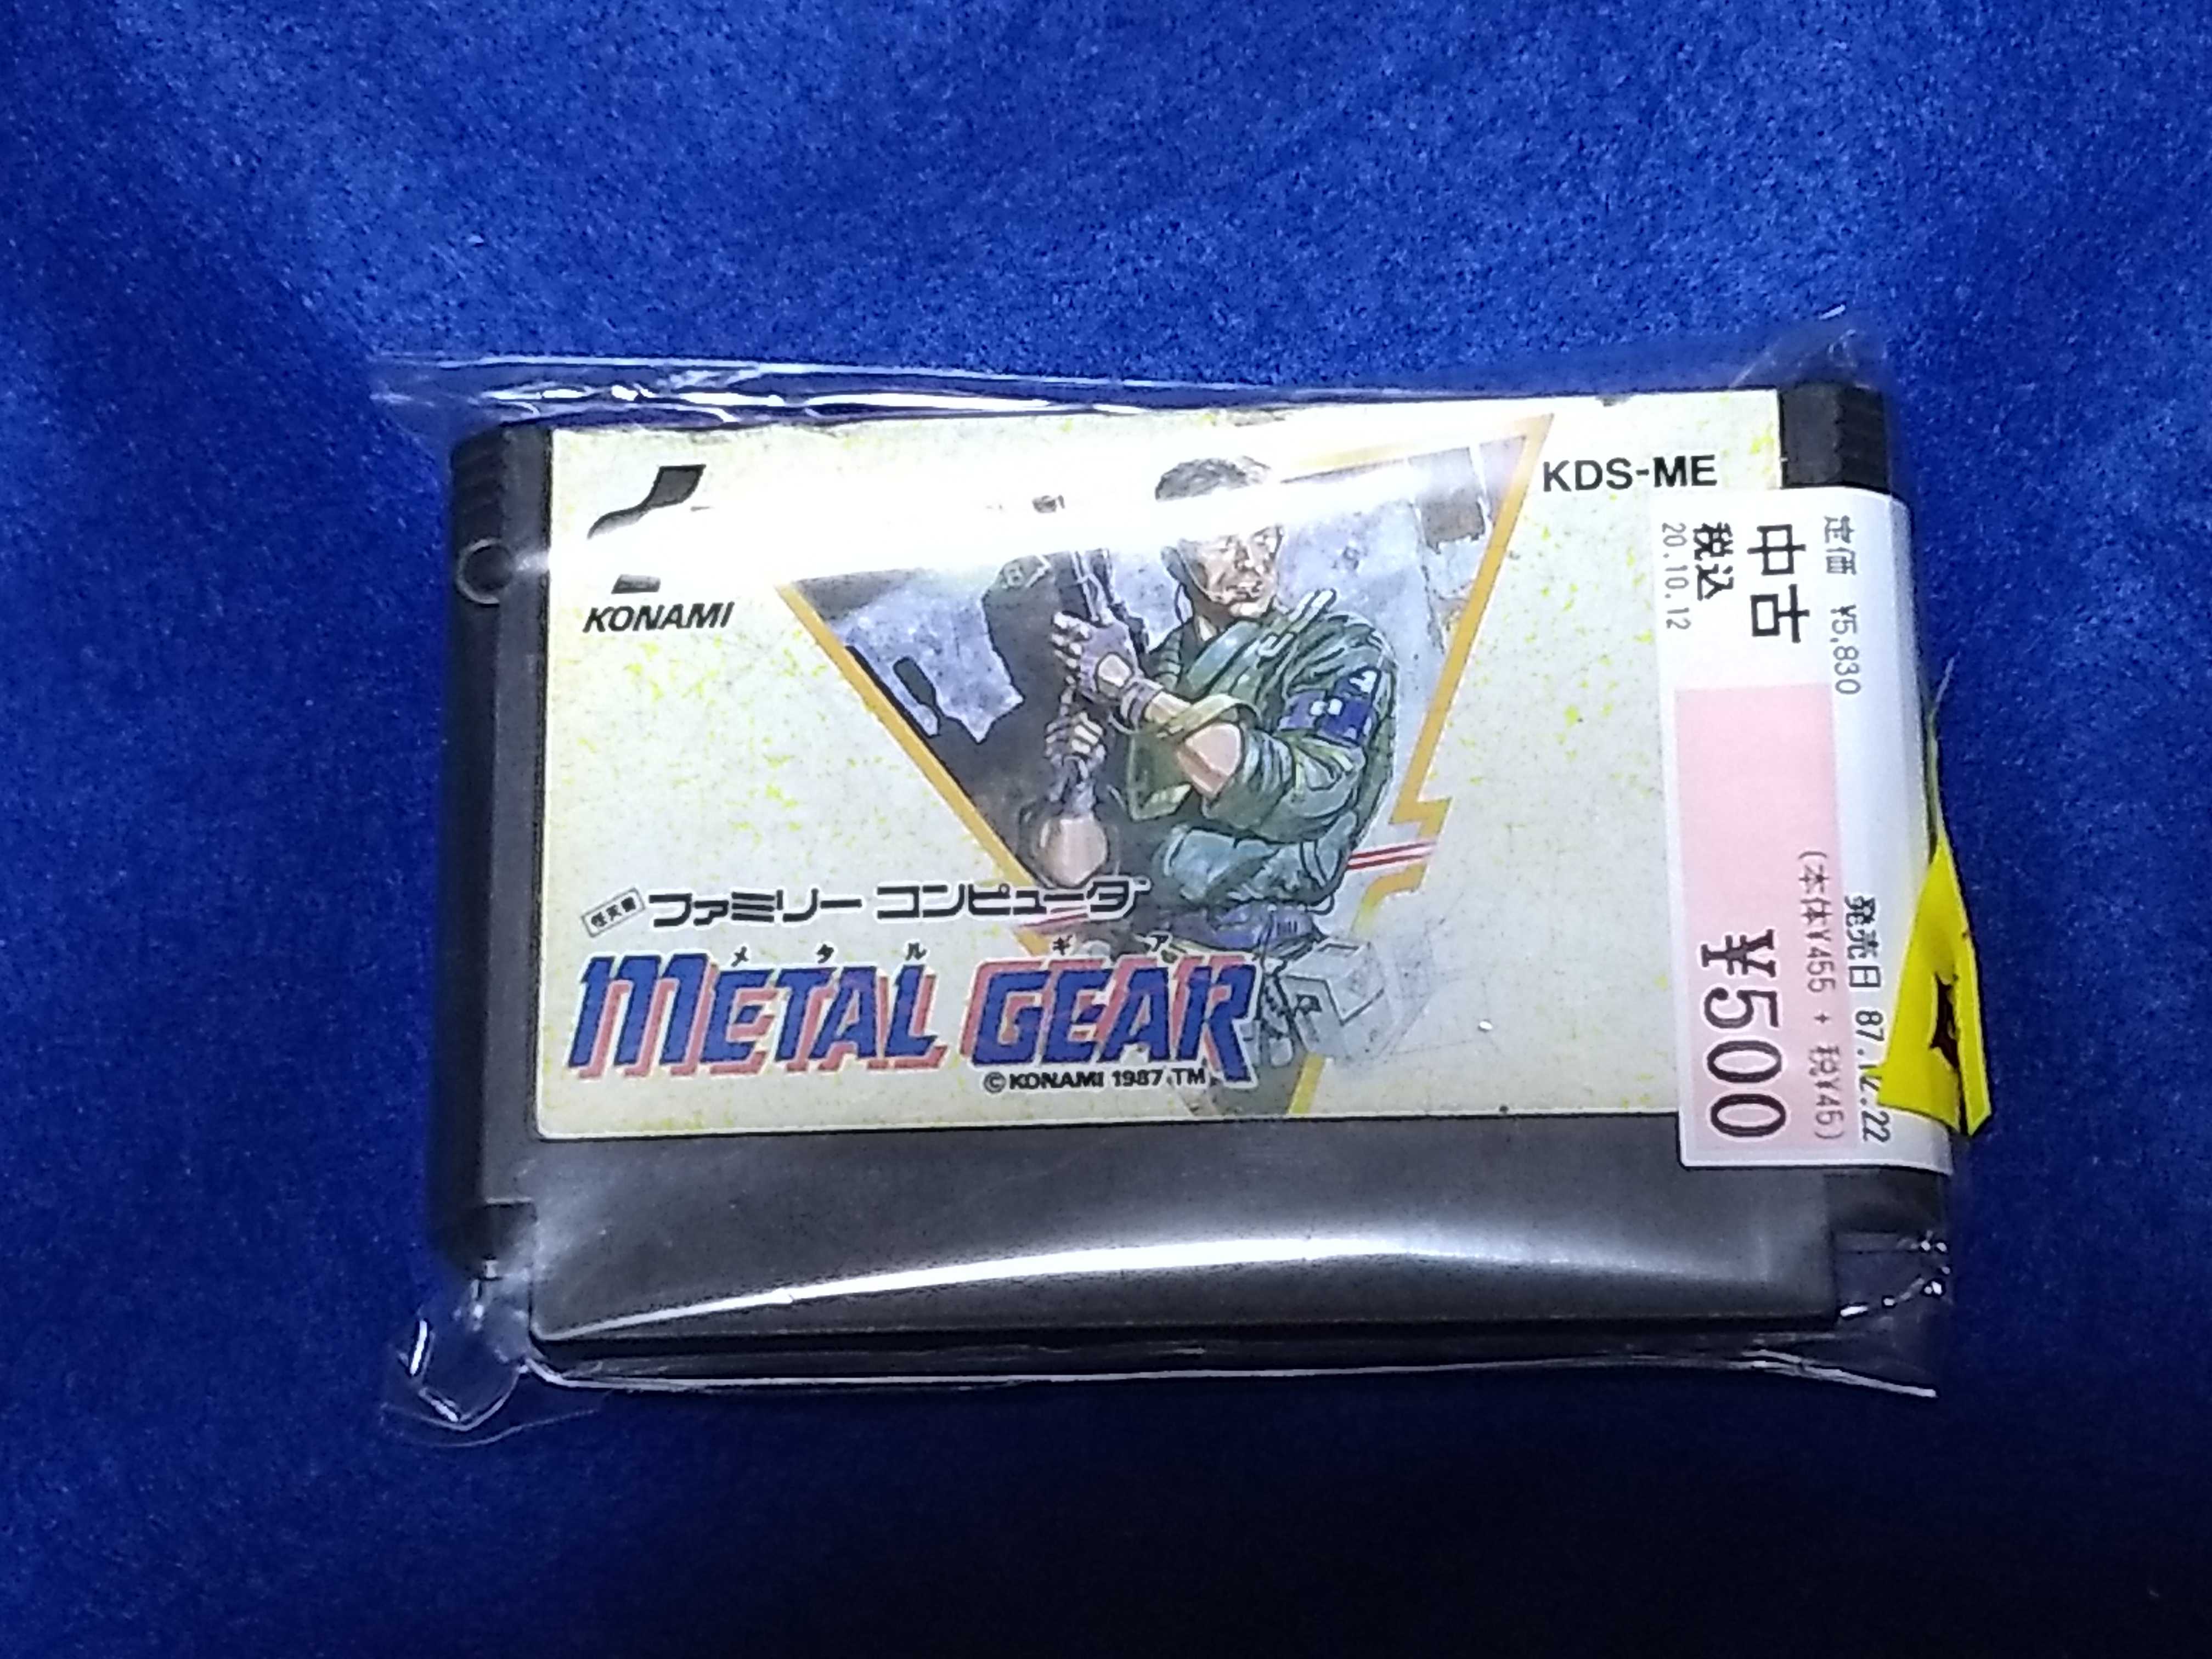 KDS-ME
KONAMI
任天堂
ファミリー コンピュータ
メタルギア
METAL GEAR
©KONAMI 1987 TM
定価 ¥5,830
発売日 87.12.22
中古
税込
20.10.12
(本体¥455 + 税¥45)
¥500